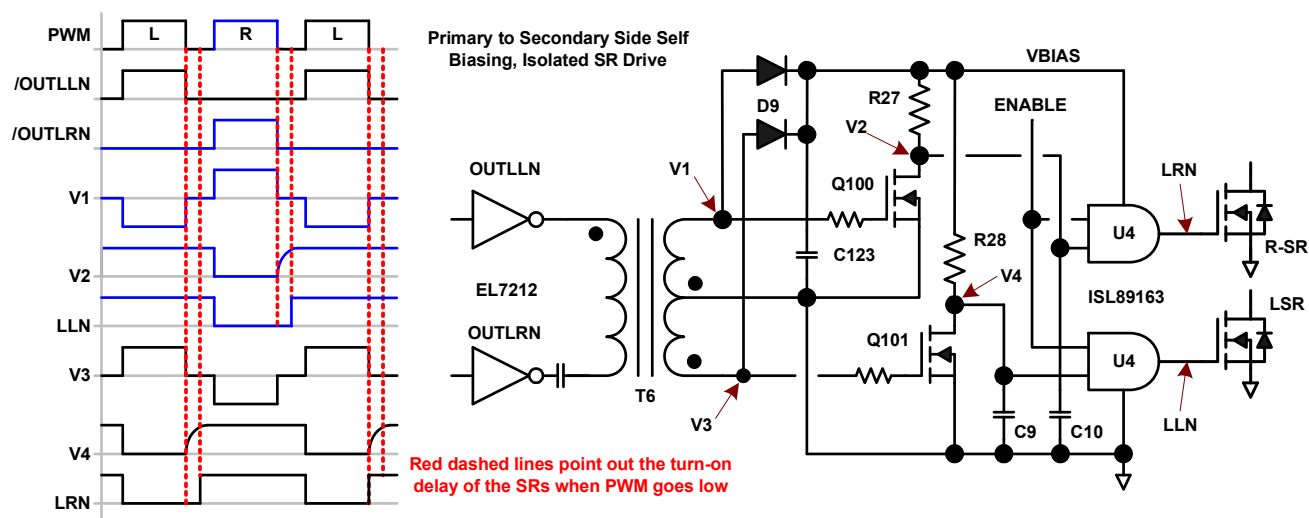 PWM
L
R
L
/OUTLLN
/OUTLRN
V1
V2
LLN
V3
V4
LRN
Primary to Secondary Side Self
Biasing, Isolated SR Drive
D9
VBIAS
R27
ENABLE
V2
OUTLLN
V1
Q100
LRN
U4
R-SR
R28
C123
V4
EL7212
ISL89163
LSR
OUTLRN
Q101
U4
T6
V3
C9
C10
LLN
Red dashed lines point out the turn-on
delay of the SRs when PWM goes low